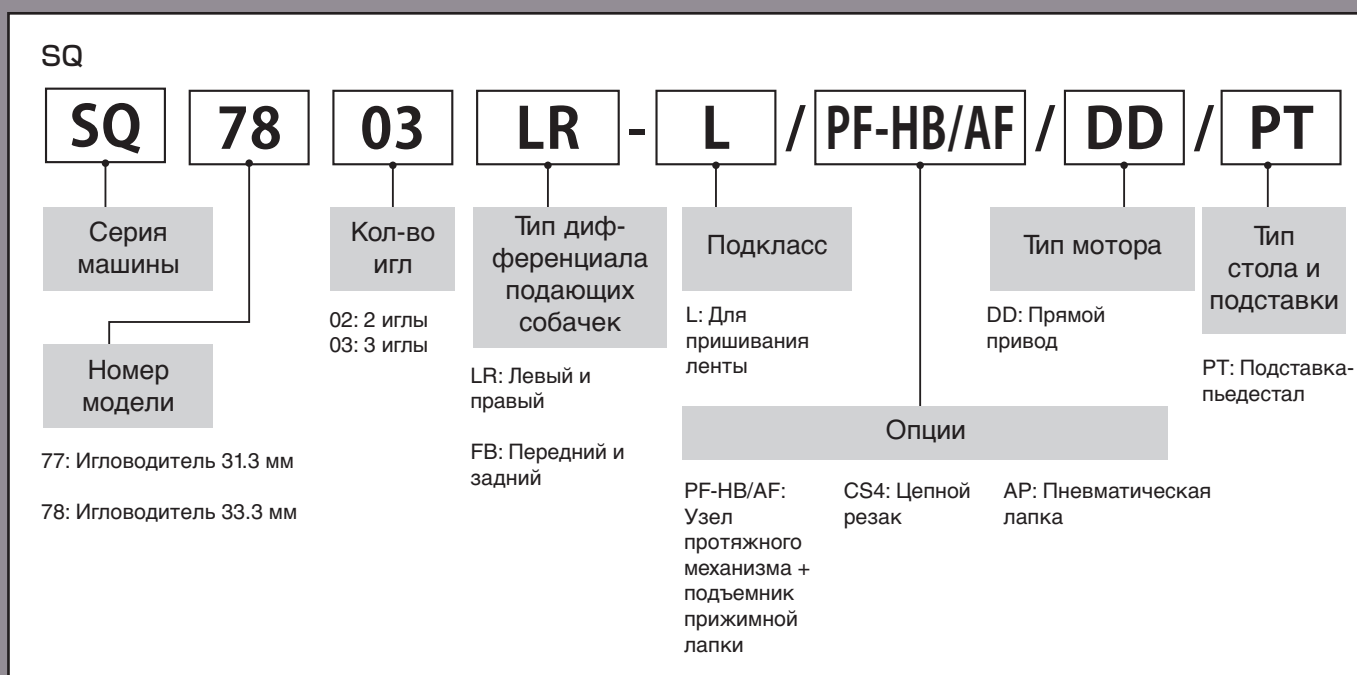 SQ
SQ 78 03 LR - L / PF-HB/AF / DD / PT
Серия
машины
Номер
модели
77: Игловодитель 31.3 мм
78: Игловодитель 33.3 мм
Кол-во
игл
02: 2 иглы
03: 3 иглы
Тип диф-
ференциала
подающих
собачек
LR: Левый и
правый
FB: Передний и
задний
Подкласс
L: Для
пришивания
ленты
Опции
PF-HB/AF:
Узел
протяжного
механизма +
подъемник
прижимной
лапки
CS4: Цепной
резак
AP: Пневматическая
лапка
Тип мотора
DD: Прямой
привод
Тип
стола и
подставки
PT: Подставка-
пьедестал